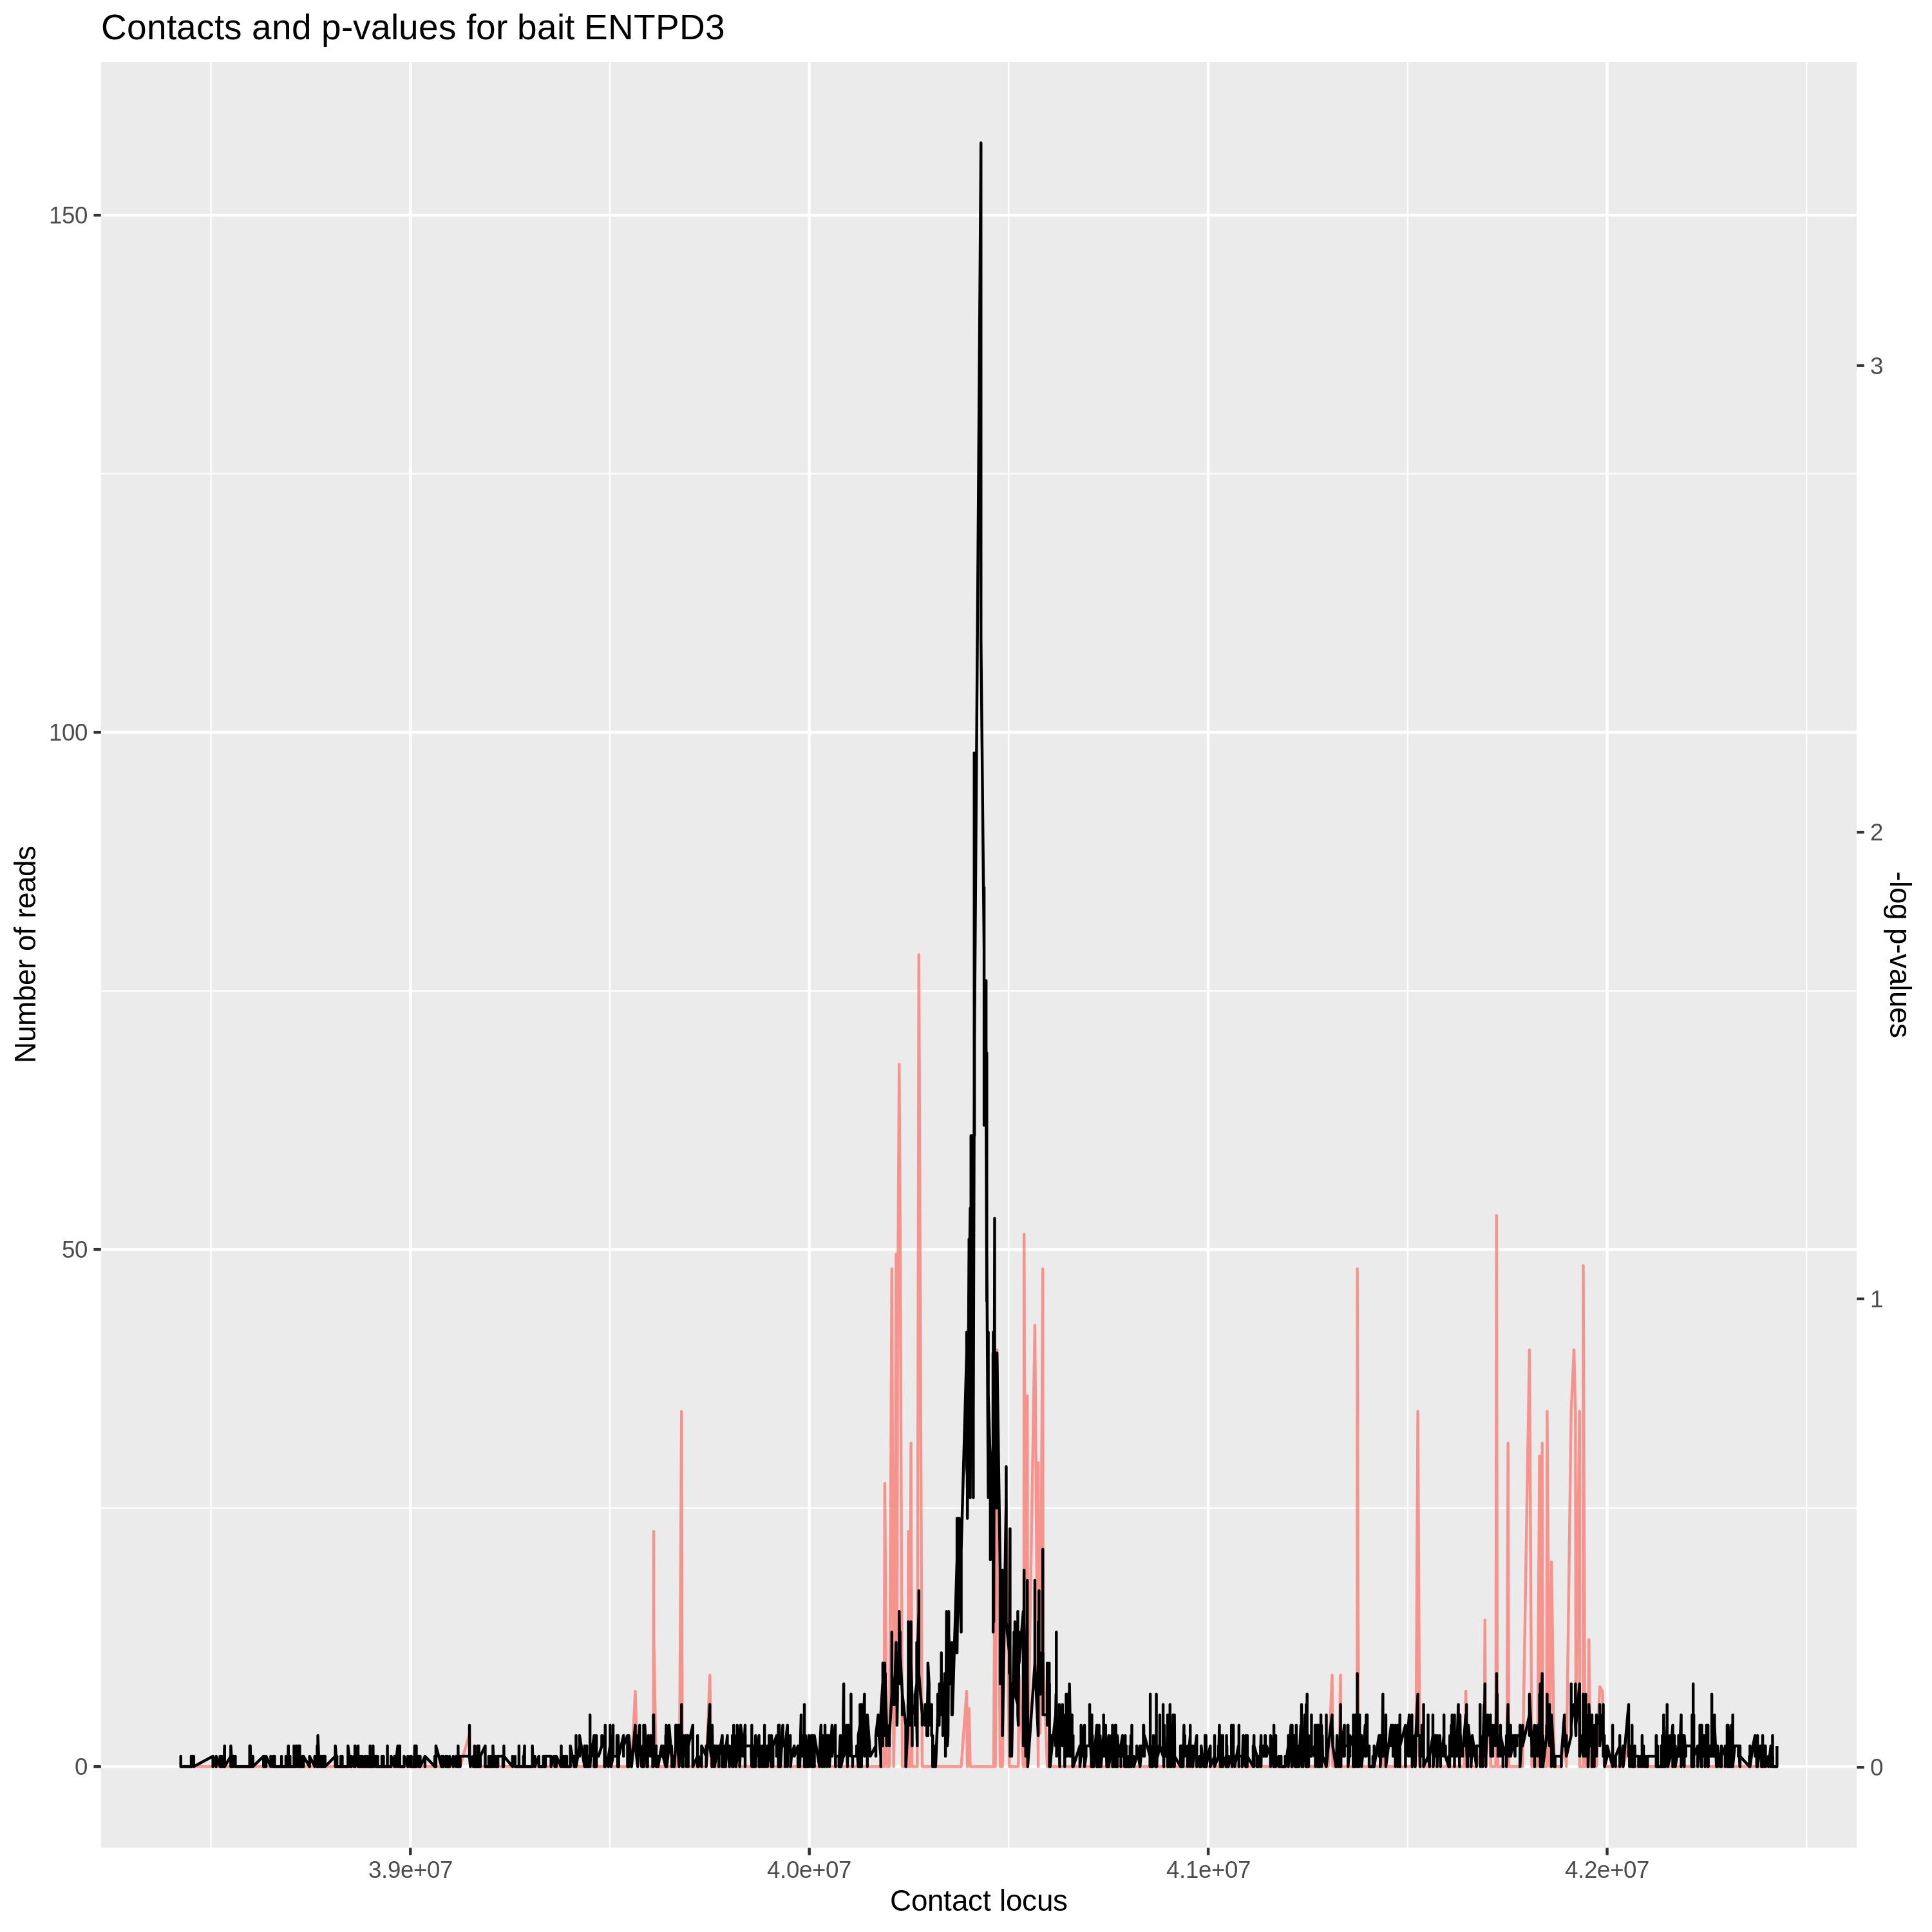 Contacts and p-values for bait ENTPD3
150
100
50
0
Number of reads
3
2
1
0
-log p-values
3.9e+07
4.0e+07
4.1e+07
4.2e+07
Contact locus